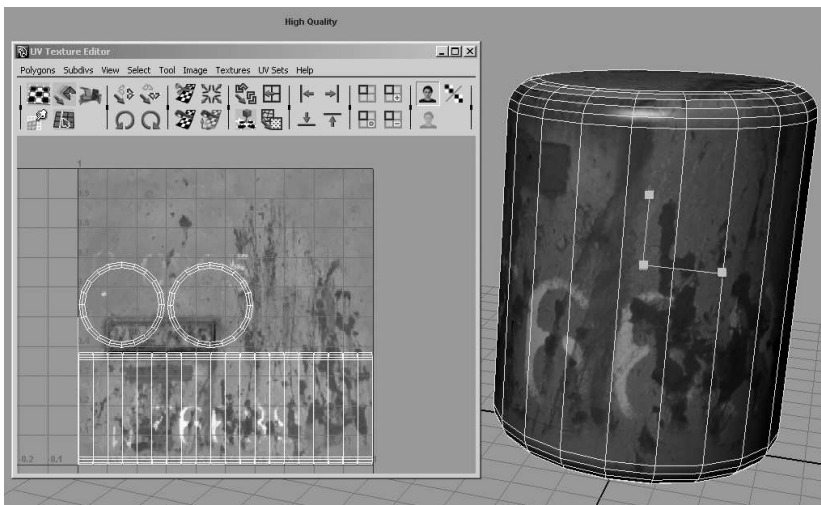 High Quality
UV Texture Editor
Polygons Subdivs View Select Tool Image Textures UV Sets Help
1
-0.2 -0.1